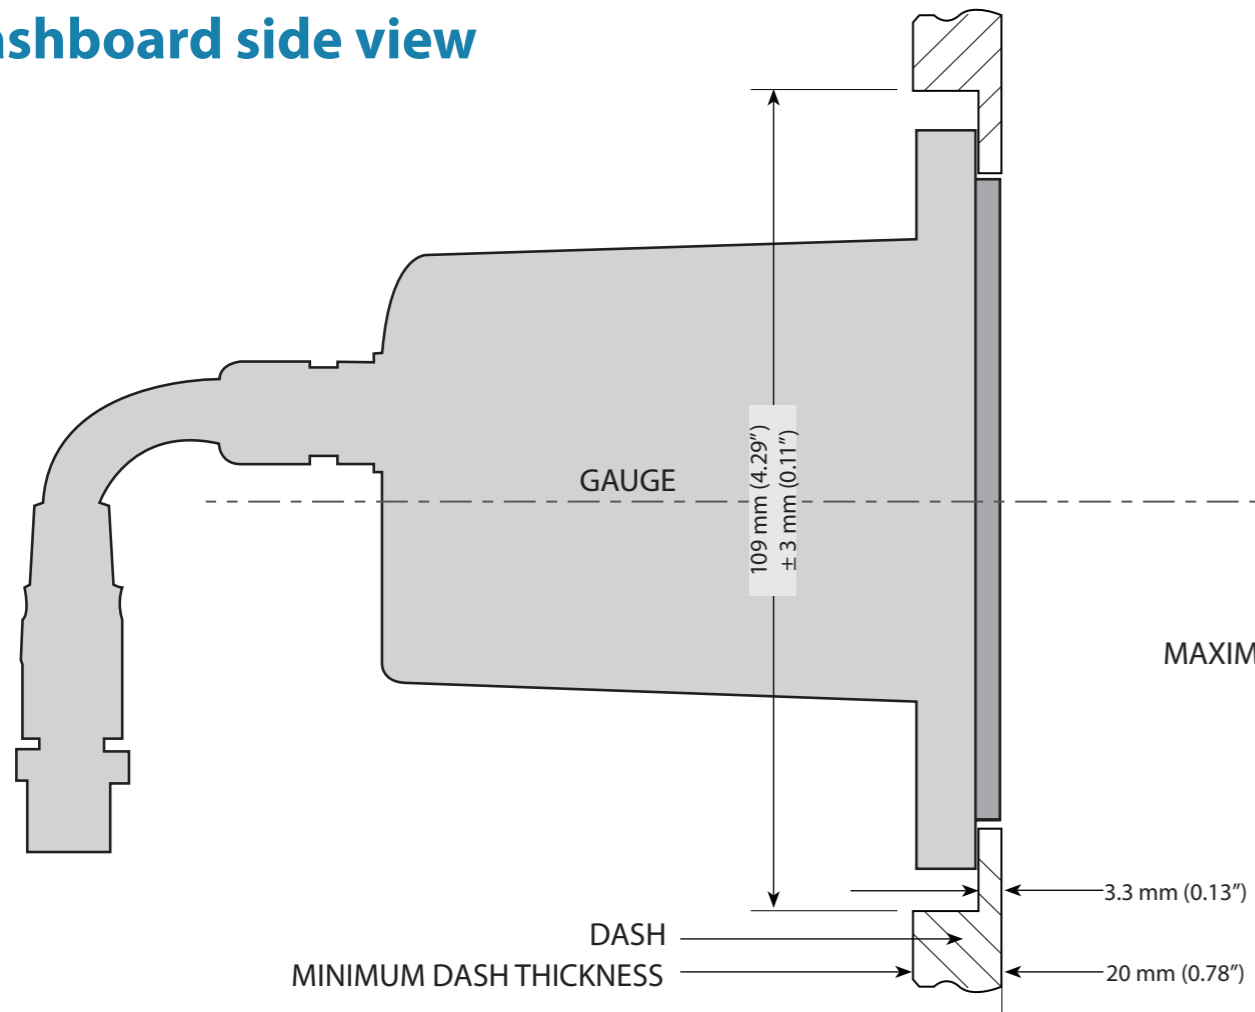 ashboard side view
GAUGE
109 mm (4.29")
± 3 mm (0.11")
MAXIM
3.3 mm (0.13")
DASH
MINIMUM DASH THICKNESS
20 mm (0.78")